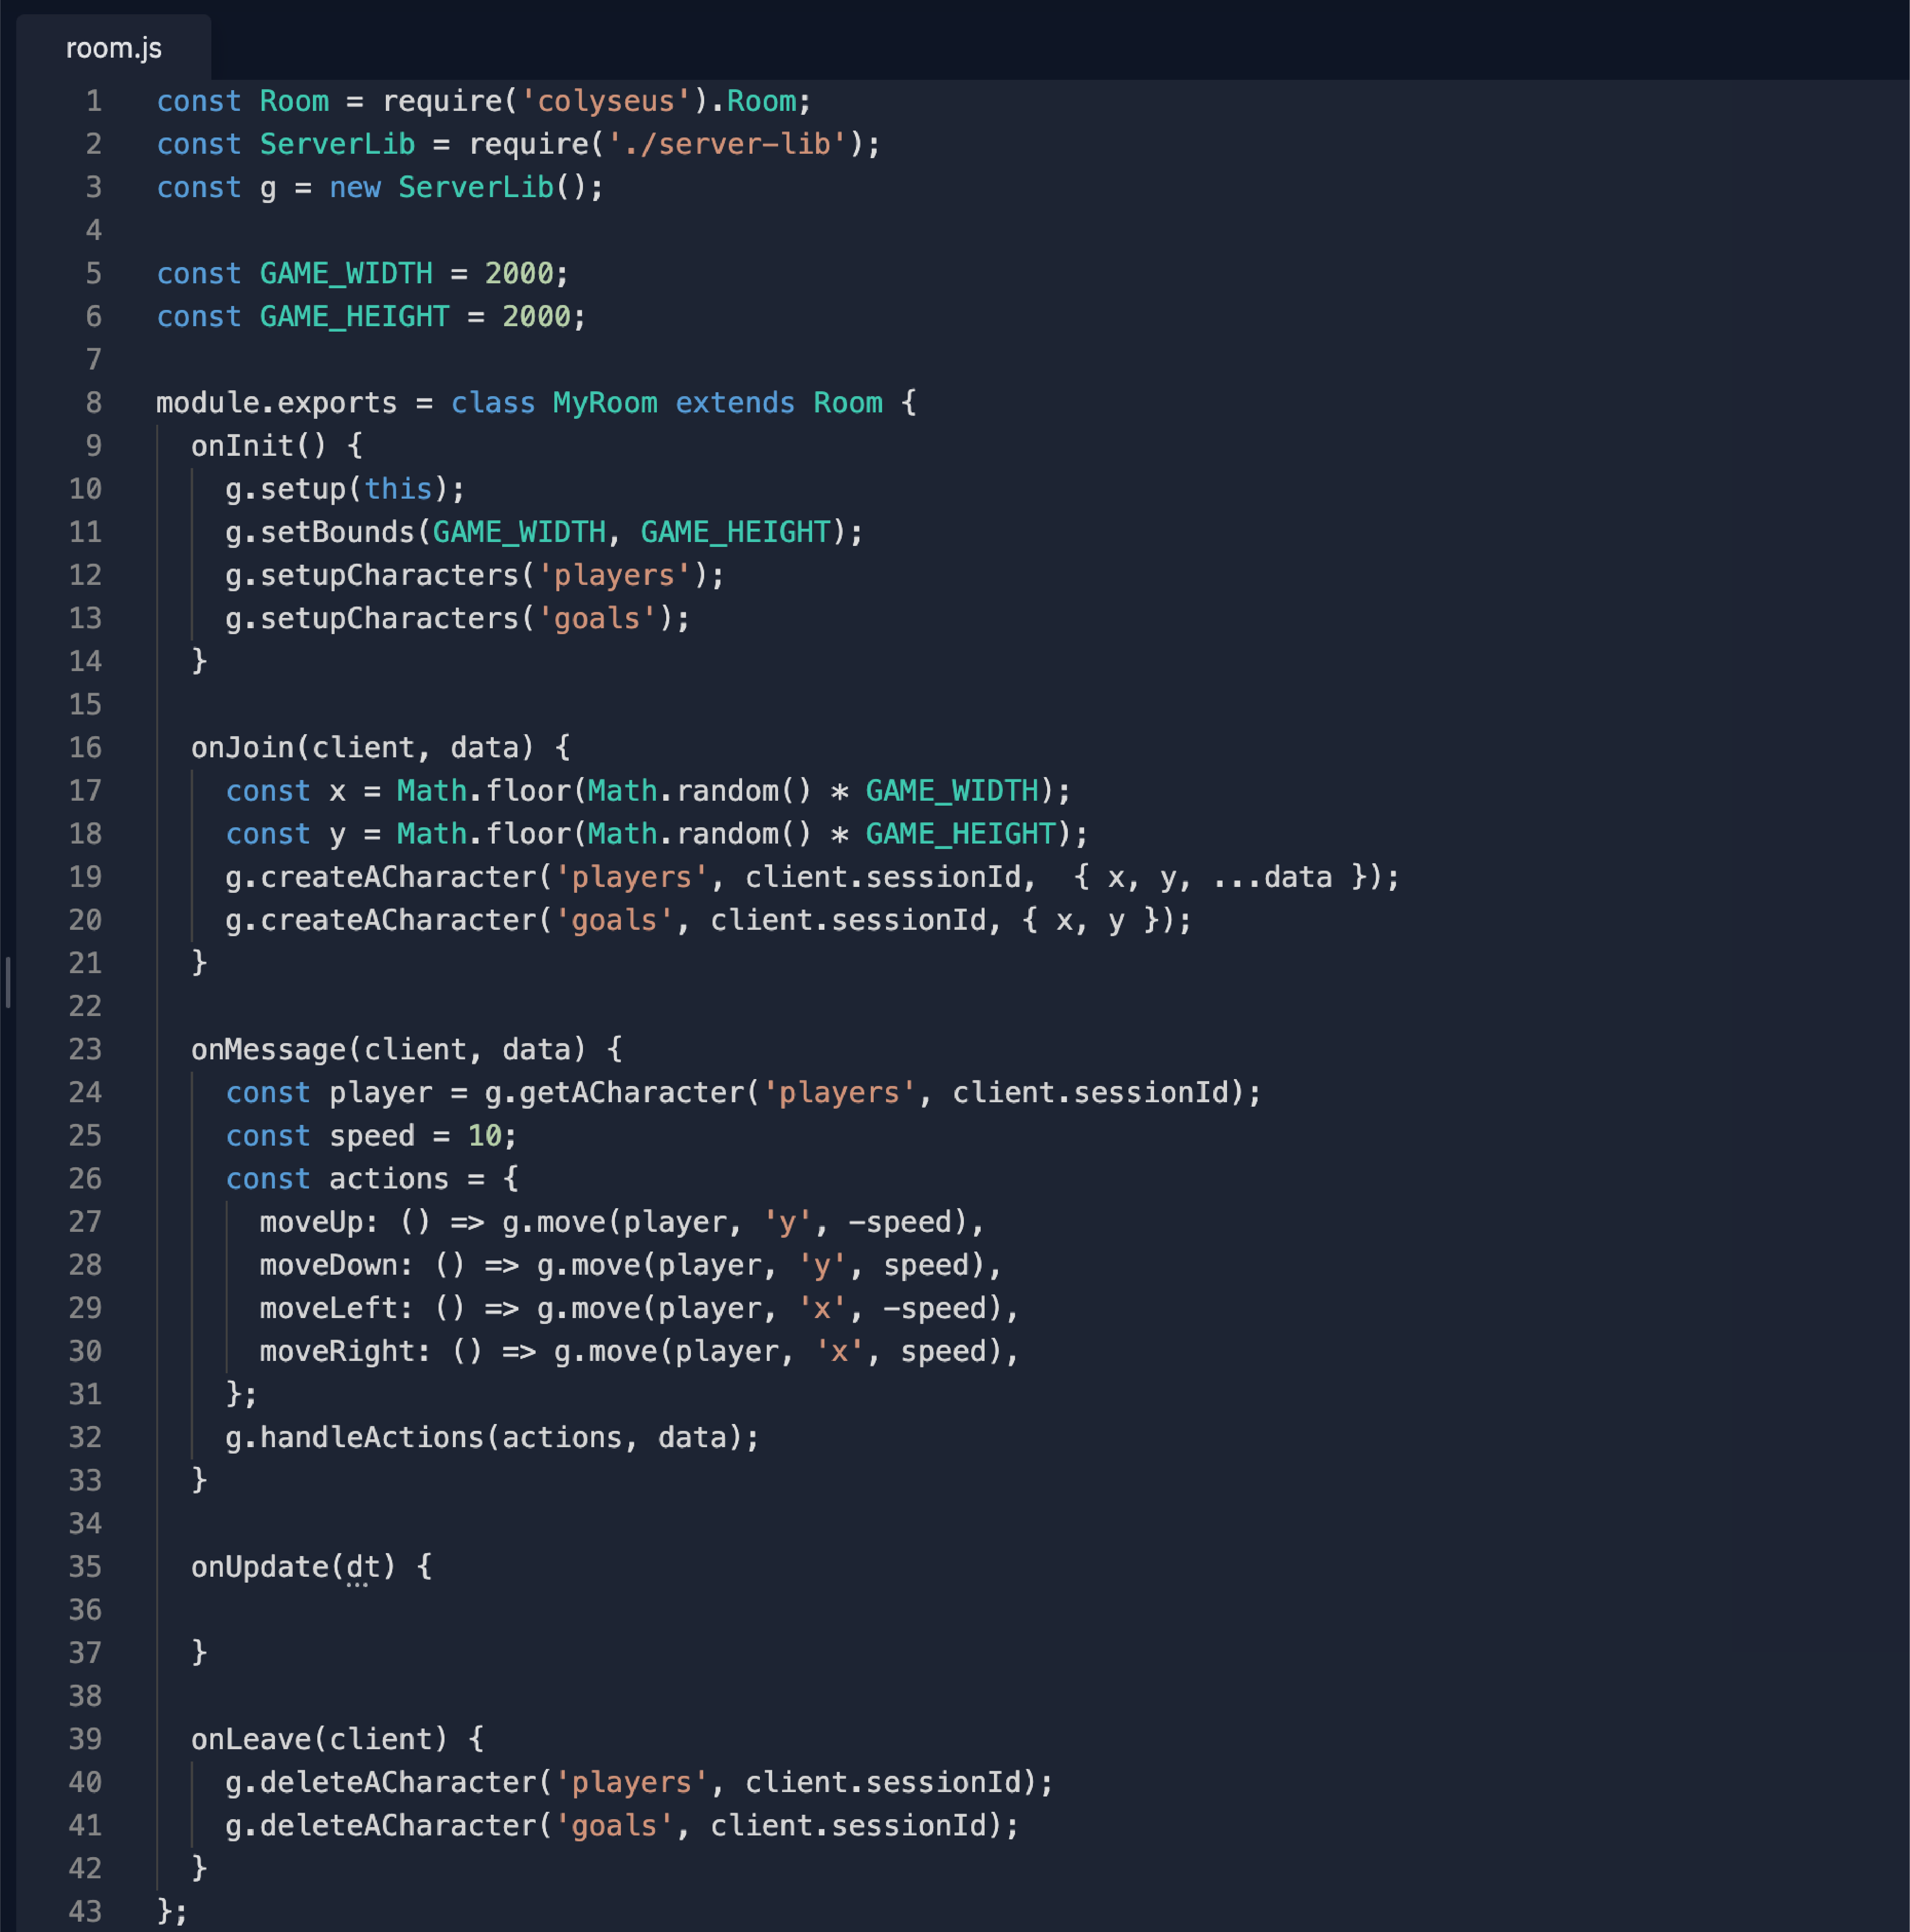 room.js
1 const Room = require('colyseus').Room;
2 const ServerLib = require('./server-lib');
3 const g = new ServerLib();
4
5 const GAME_WIDTH = 2000;
6 const GAME_HEIGHT = 2000;
7
8 module.exports = class MyRoom extends Room {
9   onInit() {
10     g.setup(this);
11     g.setBounds(GAME_WIDTH, GAME_HEIGHT);
12     g.setupCharacters('players');
13     g.setupCharacters('goals');
14   }
15
16   onJoin(client, data) {
17     const x = Math.floor(Math.random() * GAME_WIDTH);
18     const y = Math.floor(Math.random() * GAME_HEIGHT);
19     g.createACharacter('players', client.sessionId,  { x, y, ...data });
20     g.createACharacter('goals', client.sessionId, { x, y });
21   }
22
23   onMessage(client, data) {
24     const player = g.getACharacter('players', client.sessionId);
25     const speed = 10;
26     const actions = {
27       moveUp: () => g.move(player, 'y', -speed),
28       moveDown: () => g.move(player, 'y', speed),
29       moveLeft: () => g.move(player, 'x', -speed),
30       moveRight: () => g.move(player, 'x', speed),
31     };
32     g.handleActions(actions, data);
33   }
34
35   onUpdate(dt) {
36
37   }
38
39   onLeave(client) {
40     g.deleteACharacter('players', client.sessionId);
41     g.deleteACharacter('goals', client.sessionId);
42   }
43 };